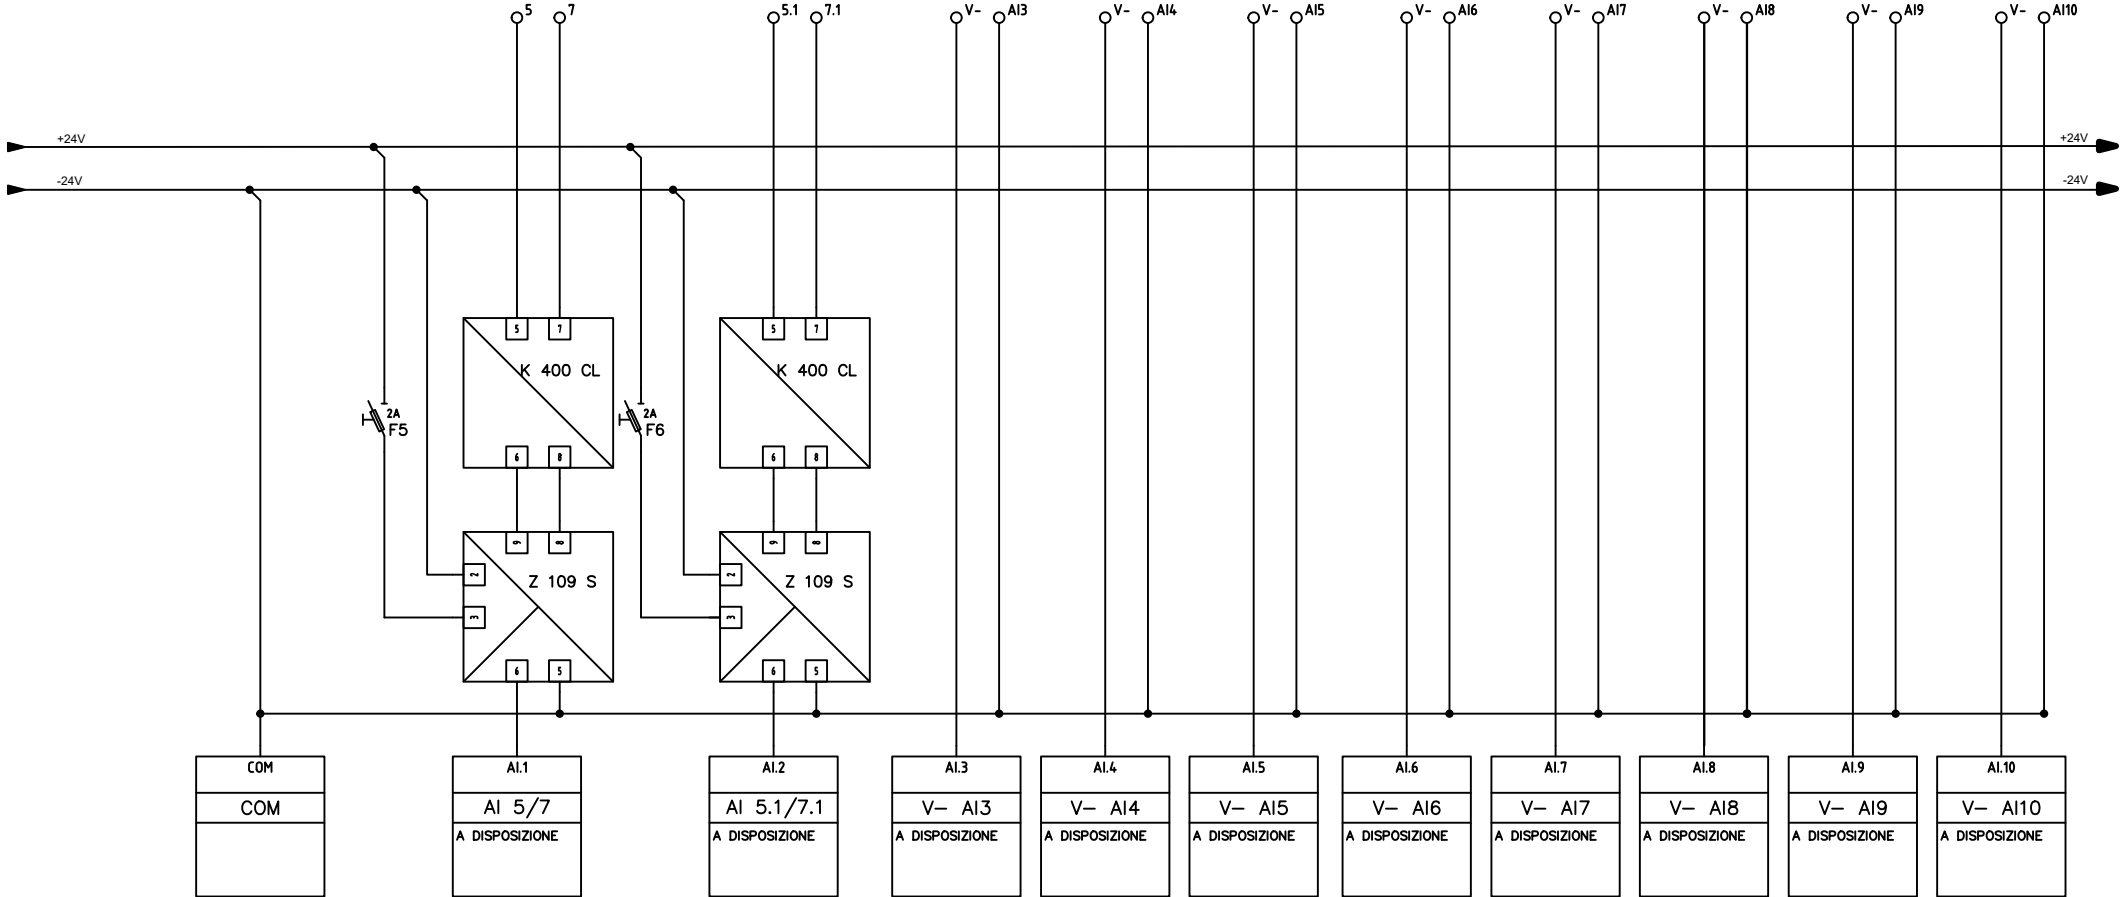 5 7 5.1 7.1 V- AI3 V- AI4 V- AI5 V- AI6 V- AI7 V- AI8 V- AI9 V- AI10
+24V +24V
-24V -24V
5 7 5 7
K 400 CL K 400 CL
2A 2A
F5 F6
6 8 6 8
9 8 9 8
2 2
Z 109 S Z 109 S
3 3
6 5 6 5
COM AI.1 AI.2 AI.3 AI.4 AI.5 AI.6 AI.7 AI.8 AI.9 AI.10
COM AI 5/7 AI 5.1/7.1 V- AI3 V- AI4 V- AI5 V- AI6 V- AI7 V- AI8 V- AI9 V- AI10
A DISPOSIZIONE A DISPOSIZIONE A DISPOSIZIONE A DISPOSIZIONE A DISPOSIZIONE A DISPOSIZIONE A DISPOSIZIONE A DISPOSIZIONE A DISPOSIZIONE A DISPOSIZIONE